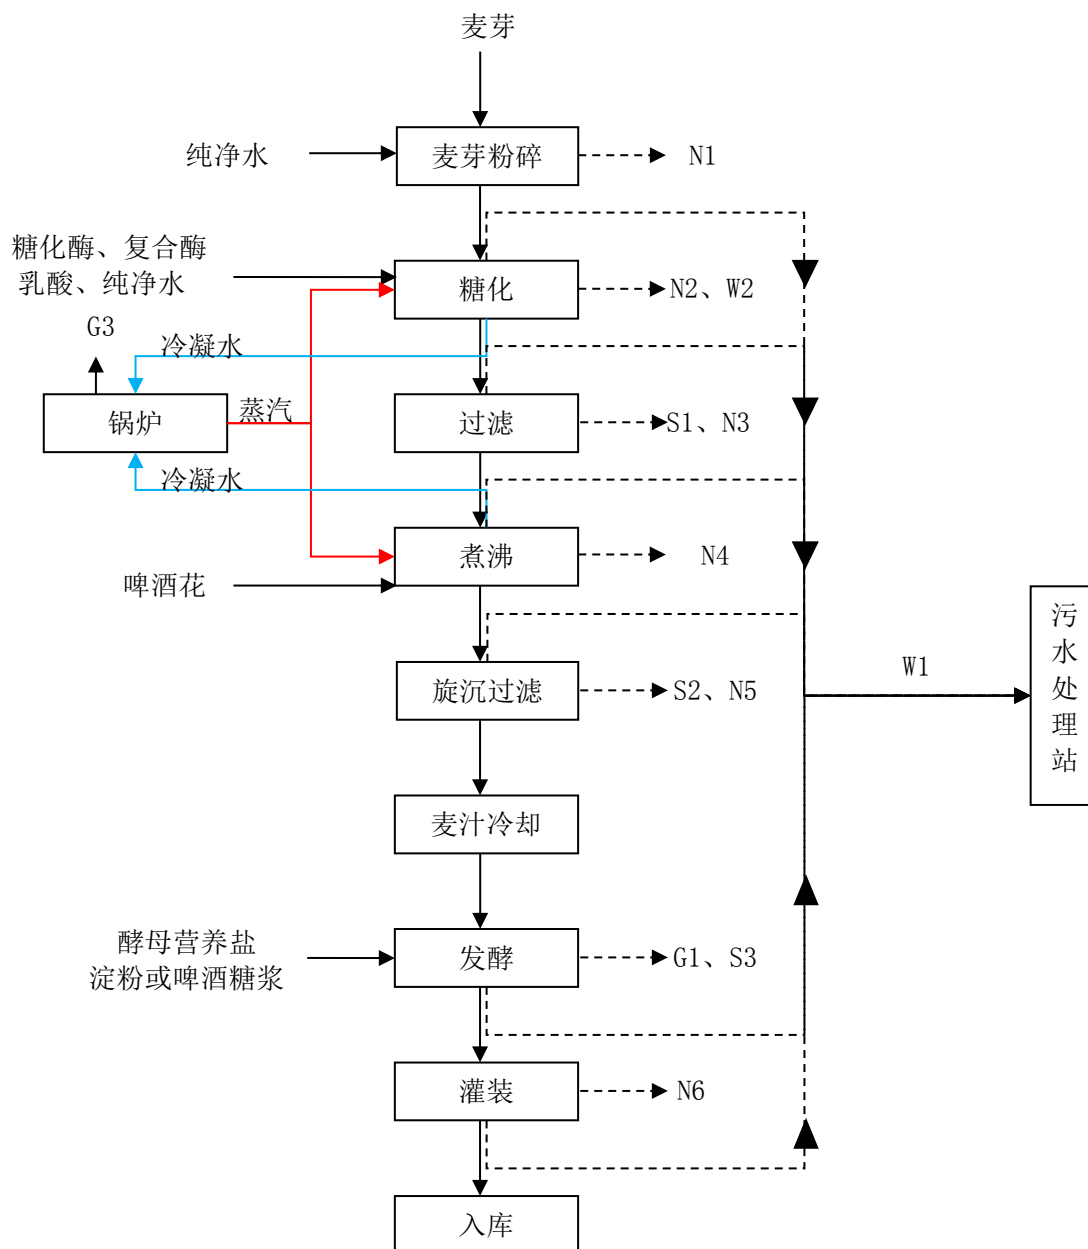 麦芽
纯净水
麦芽粉碎
N1
糖化酶、复合酶
乳酸、纯净水
糖化
N2、W2
G3
冷凝水
锅炉
蒸汽
过滤
S1、N3
冷凝水
煮沸
N4
啤酒花
旋沉过滤
S2、N5
W1
污水处理站
麦汁冷却
酵母营养盐
淀粉或啤酒糖浆
发酵
G1、S3
灌装
N6
入库